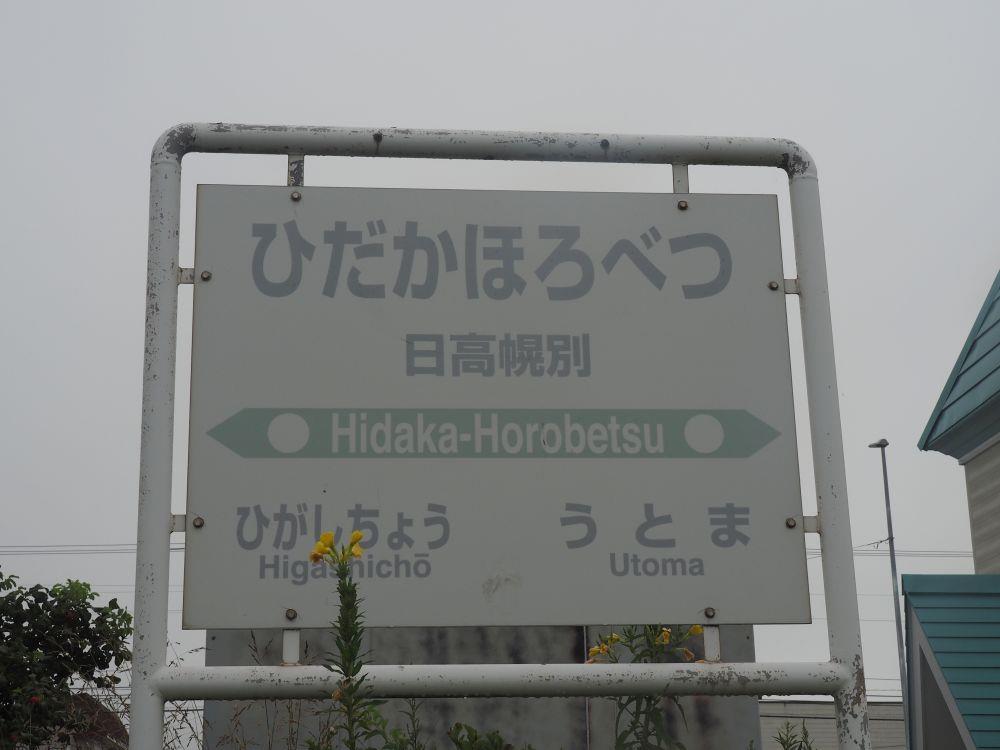 ひだかほろべつ
日高幌別
Hidaka-Horobetsu
ひがしちょう うとま
Higashichō Utoma